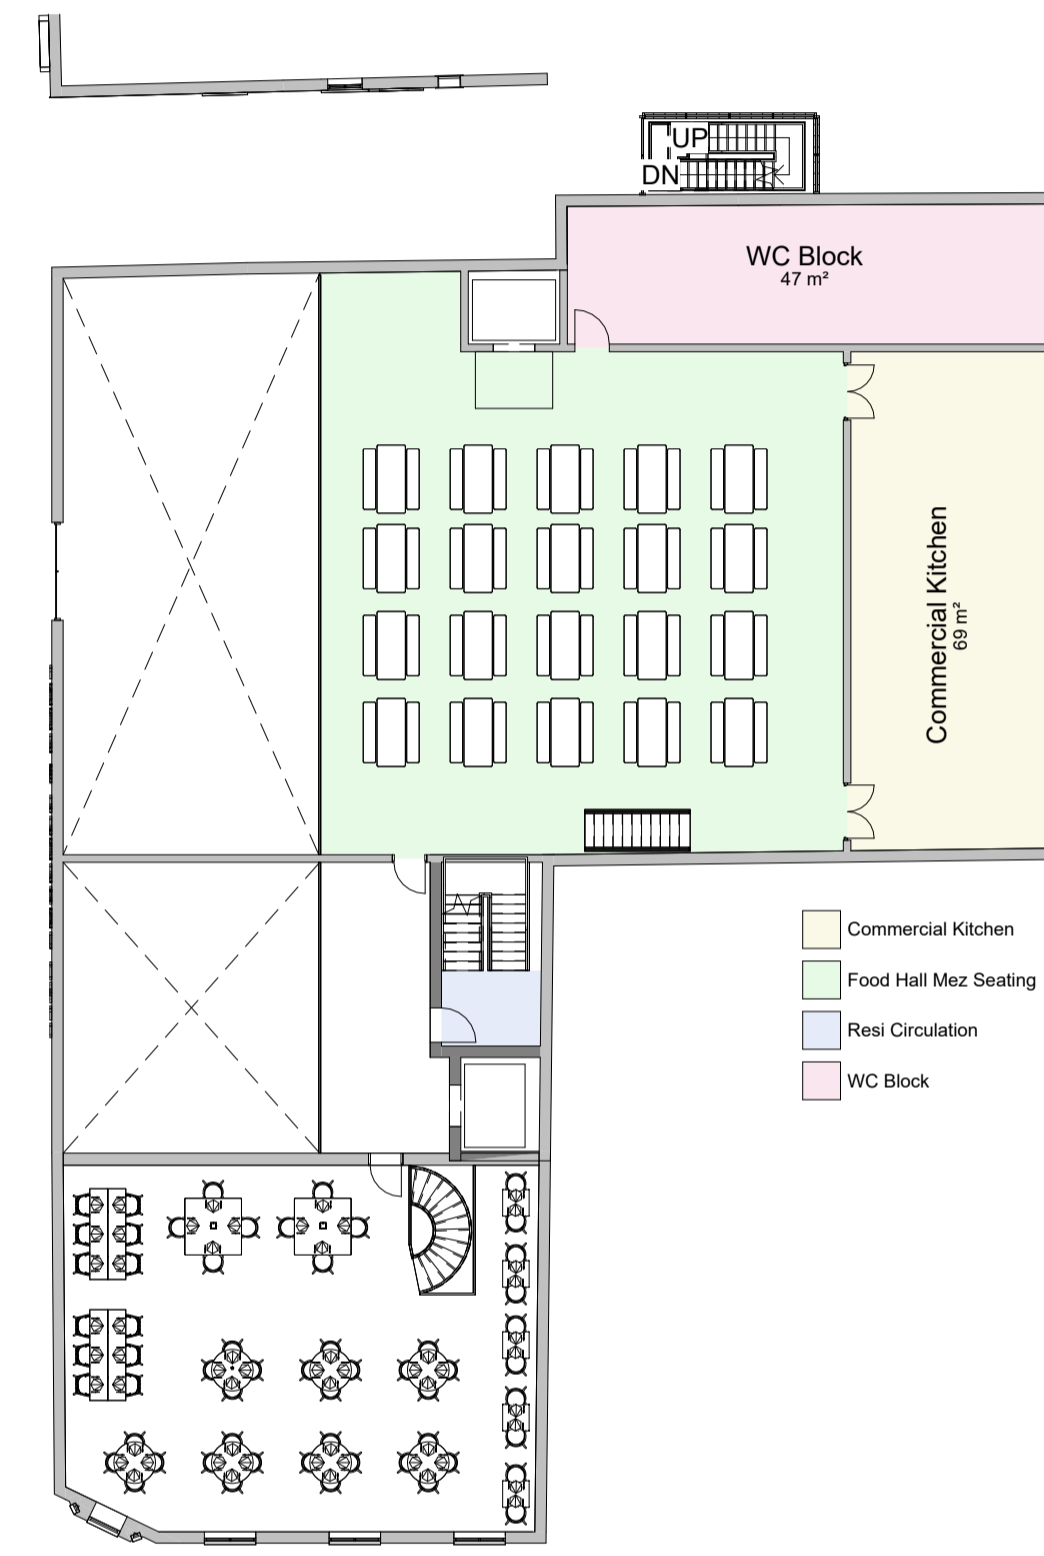 UP
DN
WC Block
47 m²
Commercial Kitchen
69 m²
Commercial Kitchen
Food Hall Mez Seating
Resi Circulation
WC Block